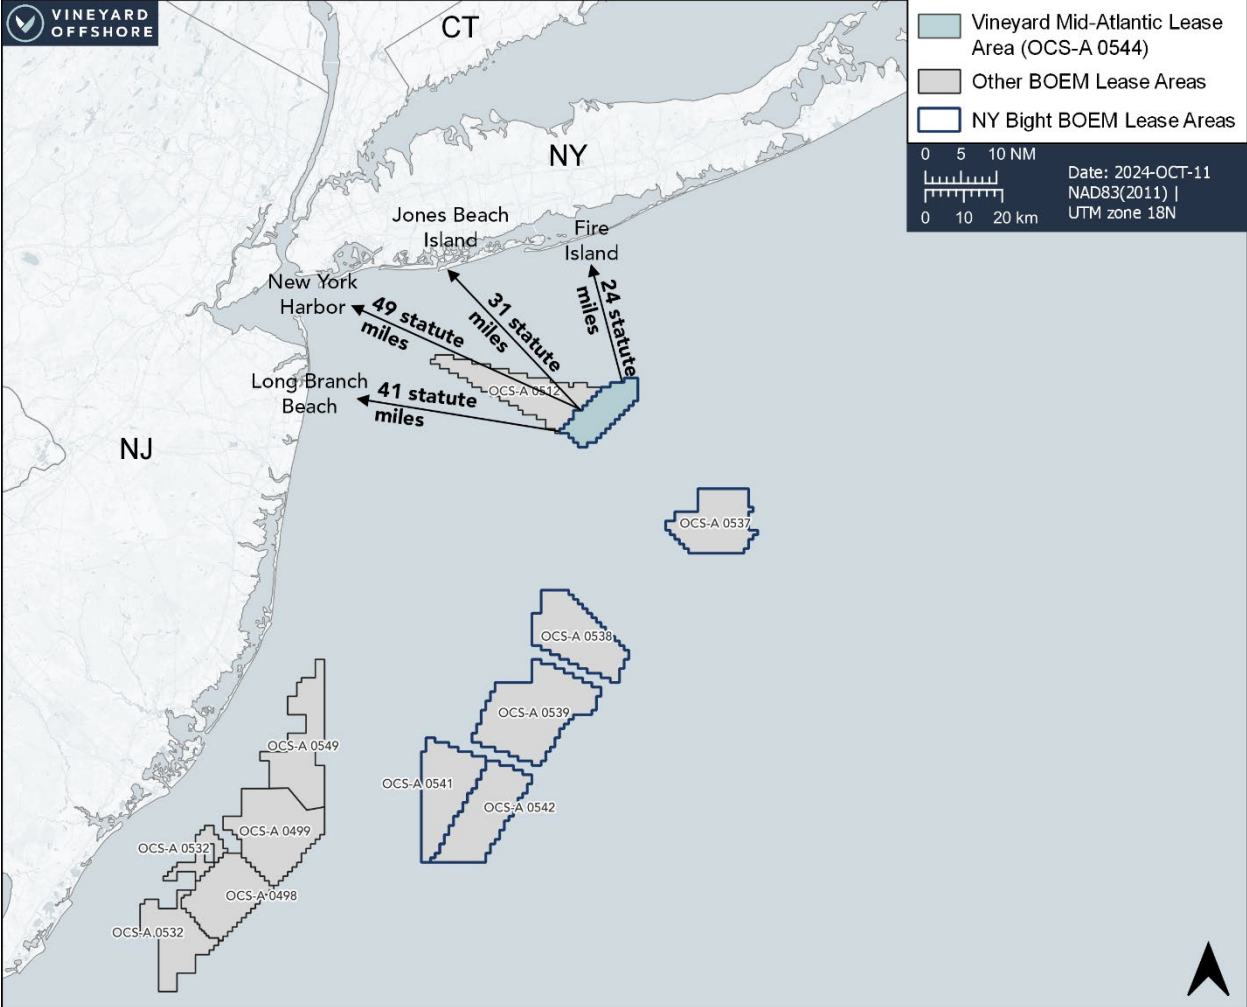 VINEYARD
OFFSHORE
CT
NY
NJ
Vineyard Mid-Atlantic Lease
Area (OCS-A 0544)
Other BOEM Lease Areas
NY Bight BOEM Lease Areas
0 5 10 NM
0 10 20 km
Date: 2024-OCT-11
NAD83(2011) |
UTM zone 18N
Jones Beach
Island
Fire
Island
New York
Harbor
Long Branch
Beach
49 statute
miles
31 statute
miles
24 statute
miles
41 statute
miles
OCS-A 0512
OCS-A 0537
OCS-A 0538
OCS-A 0539
OCS-A 0541
OCS-A 0542
OCS-A 0549
OCS-A 0499
OCS-A 0532
OCS-A 0498
OCS-A 0532